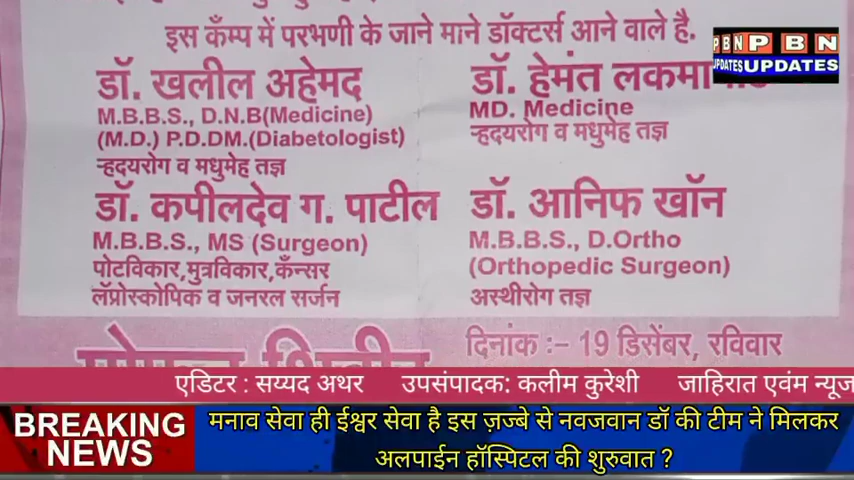 इस कॅंम्प में परभणी के जाने माने डॉक्टर्स आने वाले है.
PBN PBN
UPDATES UPDATES
डॉ. खलील अहेमद
M.B.B.S., D.N.B(Medicine)
(M.D.) P.D.DM.(Diabetologist)
ऱ्हदयरोग व मधुमेह तज्ञ
डॉ. हेमंत
MD. Medicine
ऱ्हदयरोग व मधुमेह तज्ञ
डॉ. कपीलदेव ग. पाटील
M.B.B.S., MS (Surgeon)
पोटविकार,मुत्रविकार,कॅंन्सर
लॅप्रोस्कोपिक व जनरल सर्जन
डॉ. आनिफ खॉन
M.B.B.S., D.Ortho
(Orthopedic Surgeon)
अस्थीरोग तज्ञ
दिनांक :– 19 डिसेंबर, रविवार
एडिटर : सय्यद अथर उपसंपादक: कलीम कुरेशी जाहिरात एवंम न्यूज
BREAKING
NEWS
मनाव सेवा ही ईश्वर सेवा है इस ज़ज्बे से नवजवान डॉ की टीम ने मिलकर
अलपाईन हॉस्पिटल की शुरुवात ?